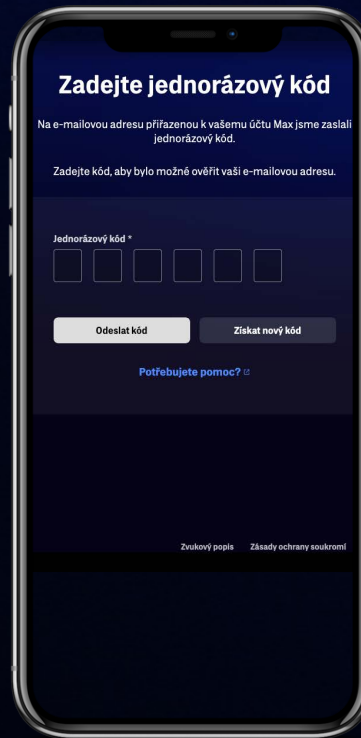 Zadejte jednorázový kód
Na e-mailovou adresu přiřazenou k vašemu účtu Max jsme zaslali
jednorázový kód.
Zadejte kód, aby bylo možné ověřit vaši e-mailovou adresu.
Jednorázový kód *
Odeslat kód Získat nový kód
Potřebujete pomoc?
Zvukový popis Zásady ochrany soukromí